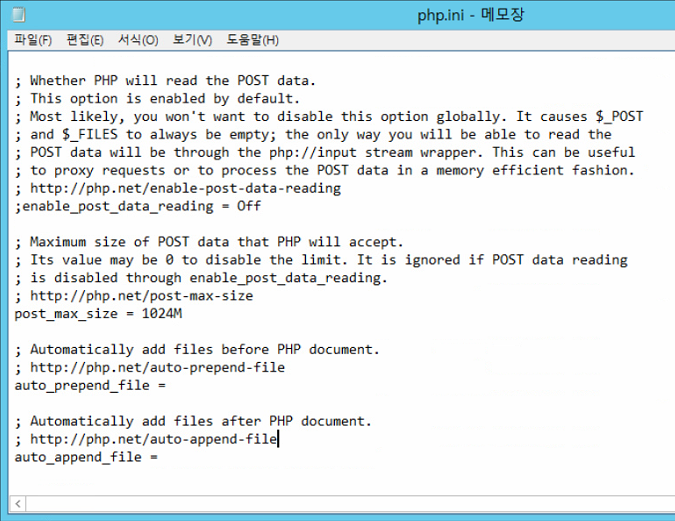 php.ini - 메모장
파일(F) 편집(E) 서식(O) 보기(V) 도움말(H)
; Whether PHP will read the POST data.
; This option is enabled by default.
; Most likely, you won't want to disable this option globally. It causes $_POST
; and $_FILES to always be empty; the only way you will be able to read the
; POST data will be through the php://input stream wrapper. This can be useful
; to proxy requests or to process the POST data in a memory efficient fashion.
; http://php.net/enable-post-data-reading
;enable_post_data_reading = Off
; Maximum size of POST data that PHP will accept.
; Its value may be 0 to disable the limit. It is ignored if POST data reading
; is disabled through enable_post_data_reading.
; http://php.net/post-max-size
post_max_size = 1024M
; Automatically add files before PHP document.
; http://php.net/auto-prepend-file
auto_prepend_file =
; Automatically add files after PHP document.
; http://php.net/auto-append-file
auto_append_file =